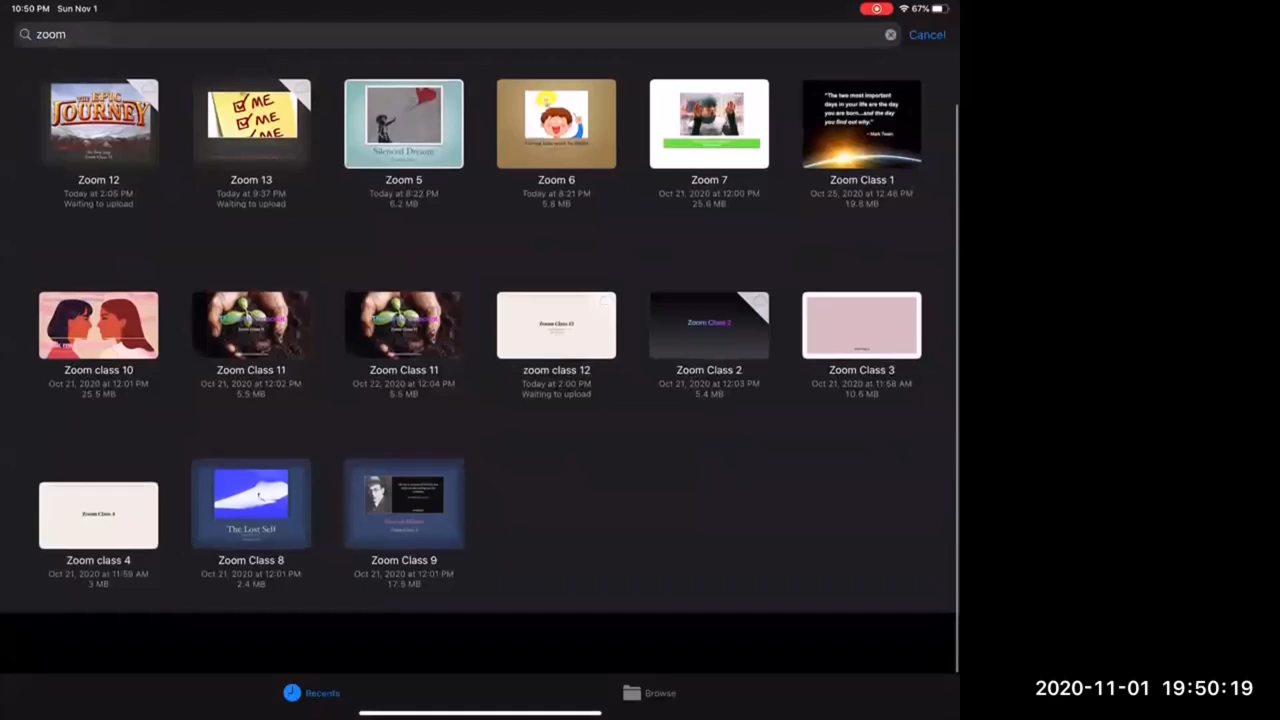 10:50 PM Sun Nov 1
67%
zoom
Cancel
THE EPIC JOURNEY
Zoom 12
Today at 2:05 PM
Waiting to upload
ME
ME
ME
Zoom 13
Today at 9:37 PM
Waiting to upload
Silenced Dream
Zoom 5
Today at 8:22 PM
6.2 MB
Zoom 6
Today at 8:21 PM
5.8 MB
Zoom 7
Oct 21, 2020 at 12:00 PM
25.6 MB
"The two most important
days in your life are the day
you are born...and the day
you find out why."
~ Mark Twain
Zoom Class 1
Oct 25, 2020 at 12:46 PM
19.8 MB
Zoom class 10
Oct 21, 2020 at 12:01 PM
25.5 MB
Zoom Class 11
Oct 21, 2020 at 12:02 PM
5.5 MB
Zoom Class 11
Oct 22, 2020 at 12:04 PM
5.5 MB
Zoom Class 12
zoom class 12
Today at 2:00 PM
Waiting to upload
Zoom Class 2
Zoom Class 2
Oct 21, 2020 at 12:03 PM
5.4 MB
Zoom Class 3
Oct 21, 2020 at 11:58 AM
10.6 MB
Zoom Class 4
Zoom class 4
Oct 21, 2020 at 11:59 AM
3 MB
The Lost Self
Zoom Class 8
Oct 21, 2020 at 12:01 PM
2.4 MB
Zoom Class 9
Oct 21, 2020 at 12:01 PM
17.5 MB
Recents
Browse
2020-11-01 19:50:19